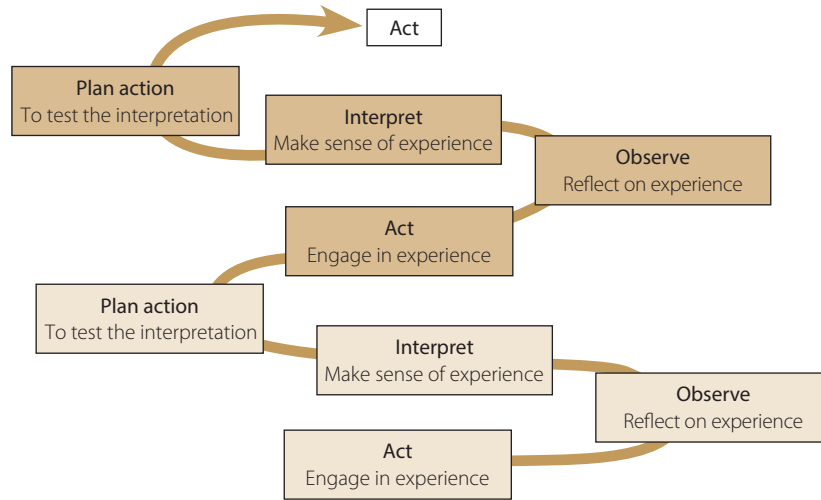 Act
Plan action
To test the interpretation
Interpret
Make sense of experience
Observe
Reflect on experience
Act
Engage in experience
Plan action
To test the interpretation
Interpret
Make sense of experience
Observe
Reflect on experience
Act
Engage in experience